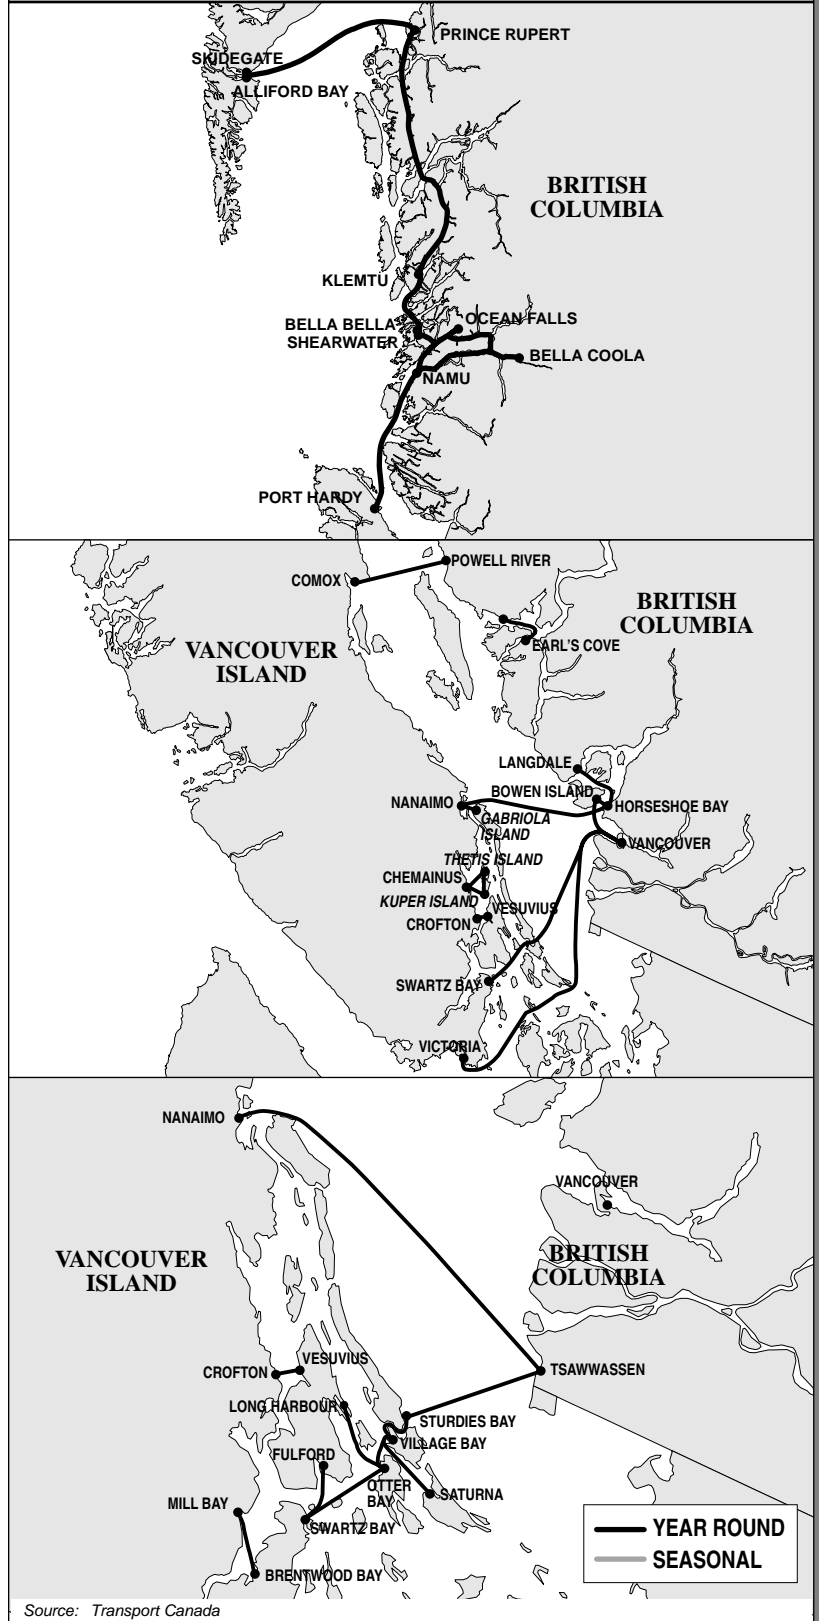 PRINCE RUPERT
SKIDEGATE
ALLIFORD BAY
BRITISH
COLUMBIA
KLEMTU
OCEAN FALLS
BELLA BELLA
SHEARWATER
BELLA COOLA
NAMU
PORT HARDY
POWELL RIVER
COMOX
BRITISH
COLUMBIA
EARL'S COVE
VANCOUVER
ISLAND
LANGDALE
BOWEN ISLAND
NANAIMO
HORSESHOE BAY
GABRIOLA
ISLAND
VANCOUVER
THETIS ISLAND
CHEMAINUS
KUPER ISLAND
VESUVIUS
CROFTON
SWARTZ BAY
VICTORIA
NANAIMO
VANCOUVER
VANCOUVER
ISLAND
BRITISH
COLUMBIA
VESUVIUS
CROFTON
TSAWWASSEN
LONG HARBOUR
STURDIES BAY
VILLAGE BAY
FULFORD
OTTER
BAY
SATURNA
MILL BAY
SWARTZ BAY
BRENTWOOD BAY
YEAR ROUND
SEASONAL
Source: Transport Canada